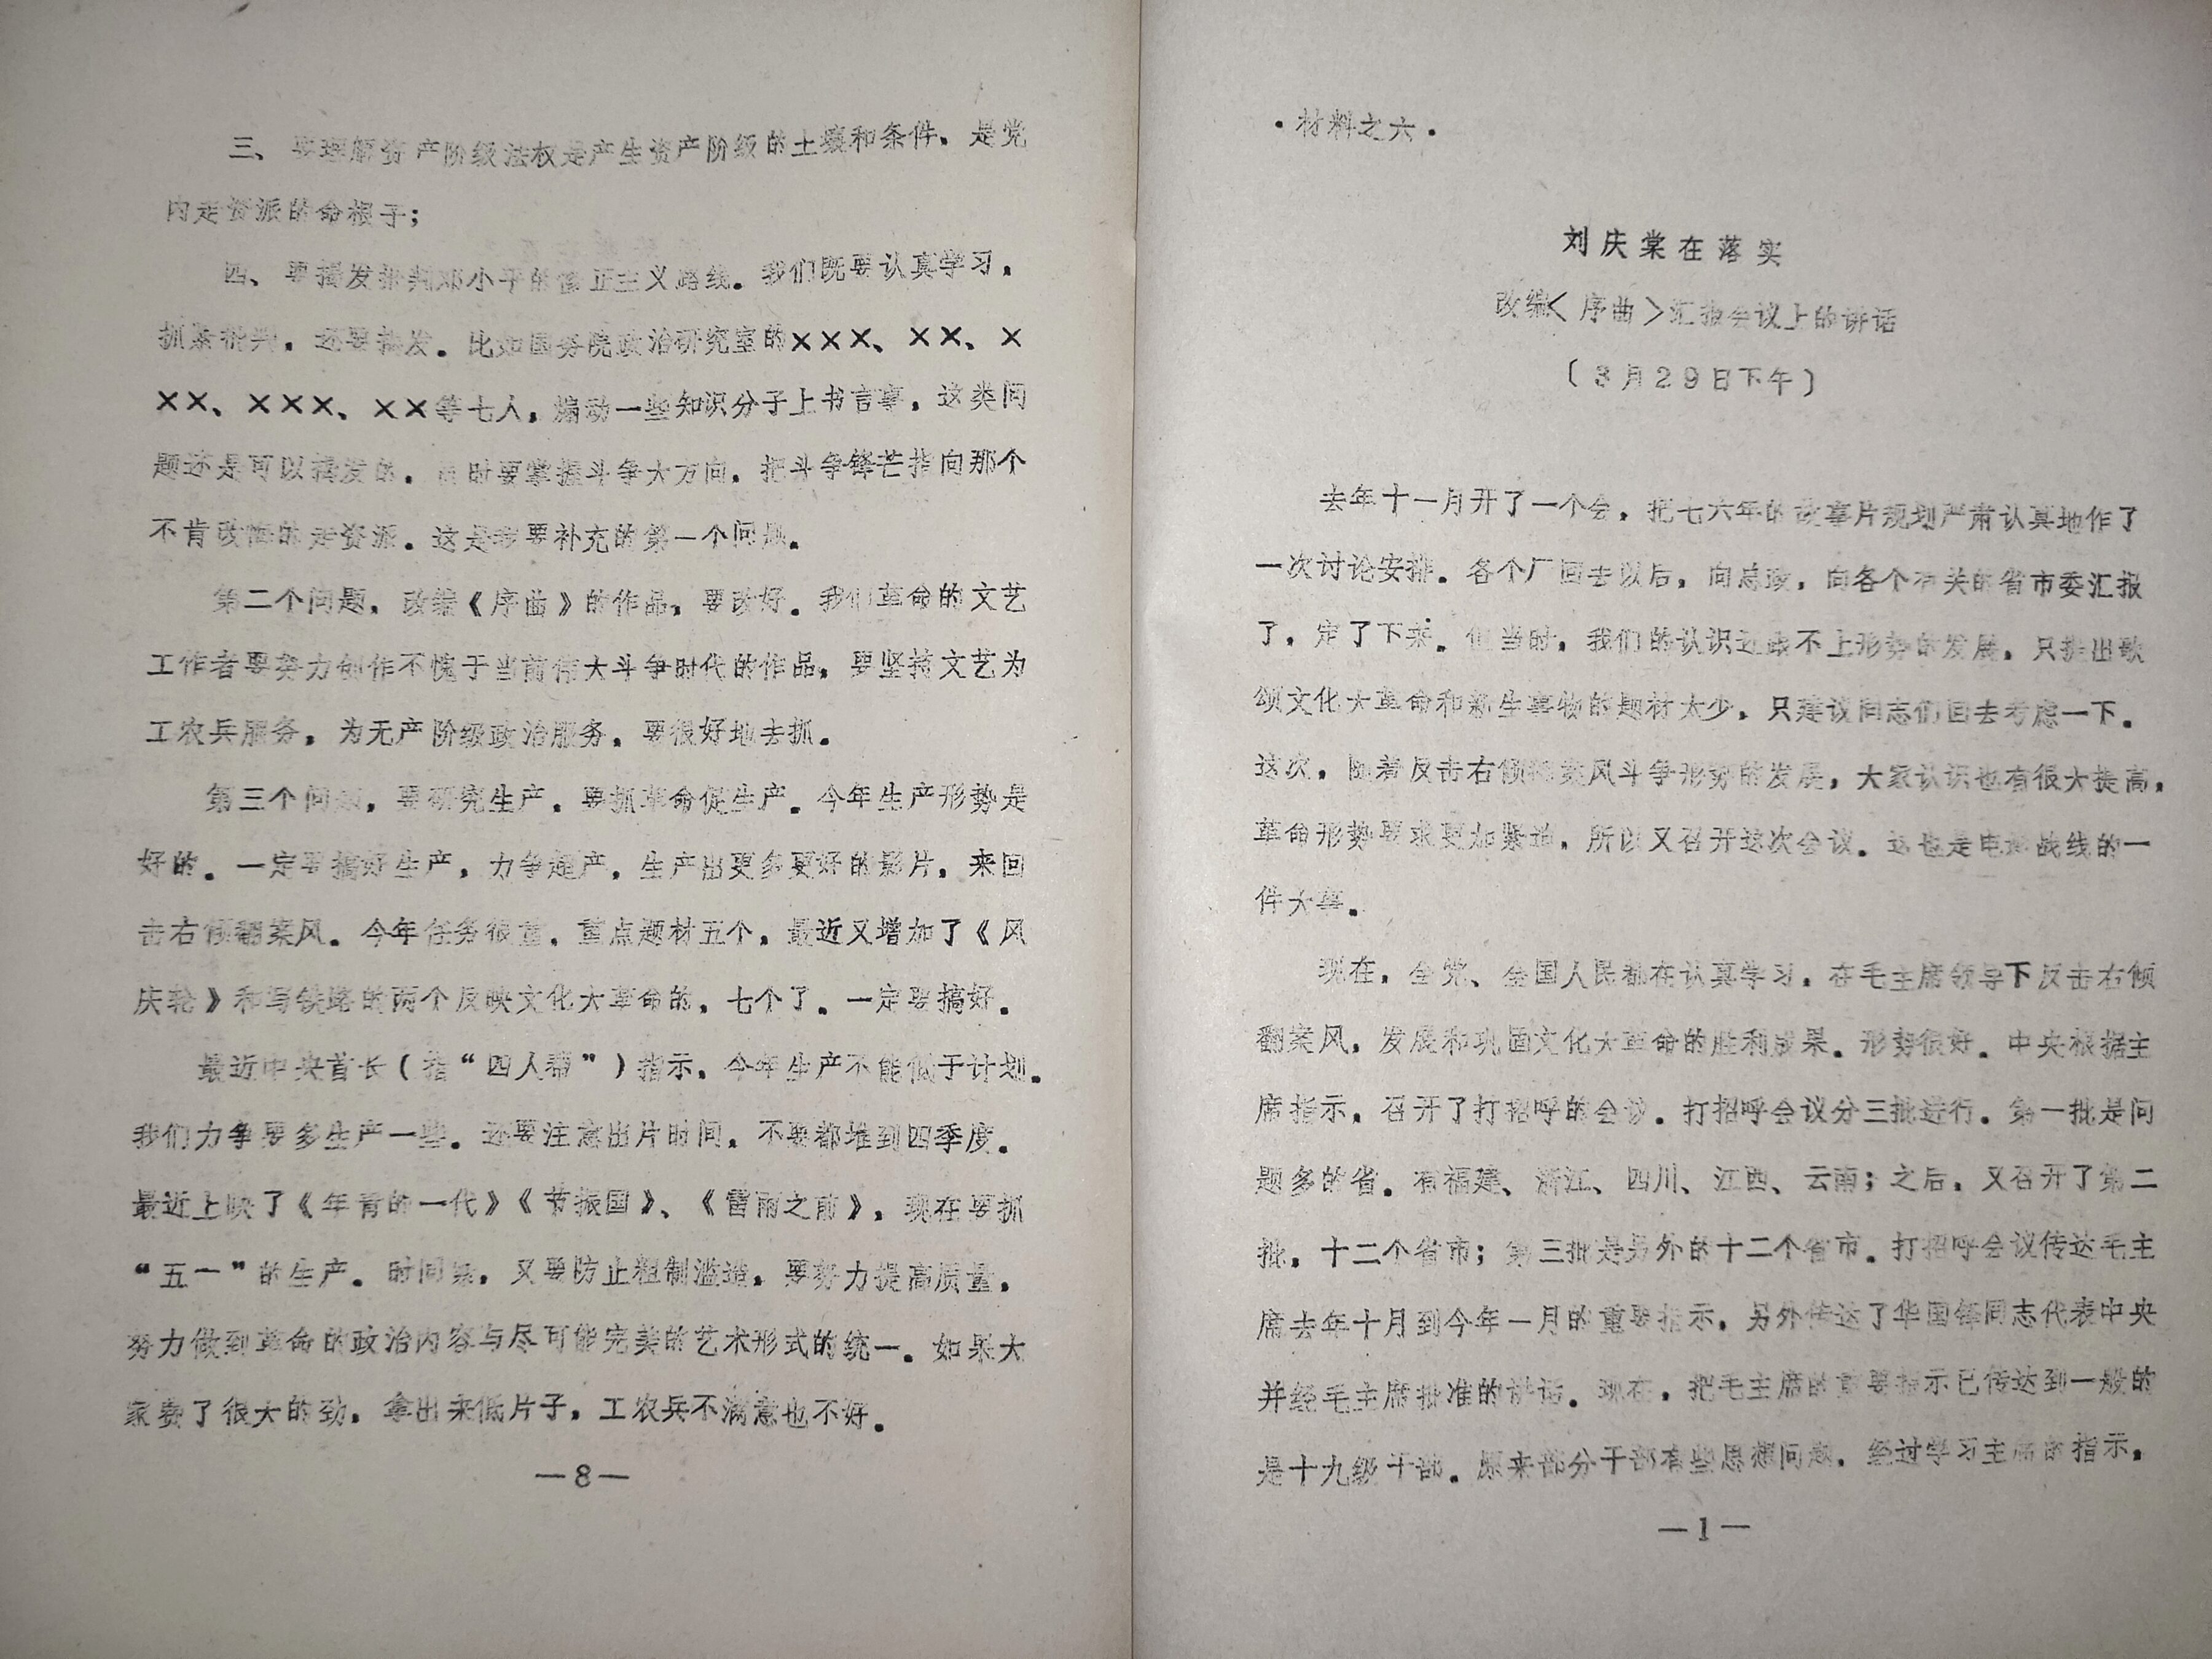 三、要理解资产阶级法权是产生资产阶级的土壤和条件，是党
内走资派的命根子；
四、要揭发批判邓小平的修正主义路线。我们既要认真学习，
抓紧批判，还要揭发。比如国务院政治研究室的×××、××、×
××、×××、××等七人，煽动一些知识分子上书言事，这类问
题还是可以揭发的，同时要掌握斗争大方向，把斗争锋芒指向那个
不肯改悔的走资派。这是我要补充的第一个问题。
第二个问题，改编《序曲》的作品，要改好。我们革命的文艺
工作者要努力创作不愧于当前伟大斗争时代的作品，要坚持文艺为
工农兵服务，为无产阶级政治服务，要很好地去抓。
第三个问题，要研究生产，要抓革命促生产。今年生产形势是
好的。一定要搞好生产，力争超产，生产出更多更好的影片，来回
击右倾翻案风。今年任务很重，重点题材五个，最近又增加了《风
庆轮》和写铁路的两个反映文化大革命的，七个了。一定要搞好。
最近中央首长（指“四人帮”）指示，今年生产不能低于计划。
我们力争要多生产一些。还要注意出片时间，不要都堆到四季度。
最近上映了《年青的一代》《节振国》、《雷雨之前》，现在要抓
“五一”的生产。时间紧，又要防止粗制滥造，要努力提高质量，
努力做到革命的政治内容与尽可能完美的艺术形式的统一。如果大
家费了很大的劲，拿出来低片子，工农兵不满意也不好。
—8—
·材料之六·
刘庆棠在落实
改编＜序曲＞汇报会议上的讲话
〔3月29日下午〕
去年十一月开了一个会，把七六年的故事片规划严肃认真地作了
一次讨论安排。各个厂回去以后，向总政，向各个有关的省市委汇报
了，定了下来。但当时，我们的认识还跟不上形势的发展，只提出歌
颂文化大革命和新生事物的题材太少，只建议同志们回去考虑一下。
这次，随着反击右倾翻案风斗争形势的发展，大家认识也有很大提高，
革命形势要求更加紧迫，所以又召开这次会议。这也是电影战线的一
件大事。
现在，全党、全国人民都在认真学习，在毛主席领导下反击右倾
翻案风，发展和巩固文化大革命的胜利成果。形势很好。中央根据主
席指示，召开了打招呼的会议。打招呼会议分三批进行。第一批是问
题多的省。有福建、浙江、四川、江西、云南；之后，又召开了第二
批，十二个省市；第三批是另外的十二个省市。打招呼会议传达毛主
席去年十月到今年一月的重要指示，另外传达了华国锋同志代表中央
并经毛主席批准的讲话。现在，把毛主席的重要指示已传达到一般的
是十九级干部。原来部分干部有些思想问题，经过学习主席的指示，
—1—